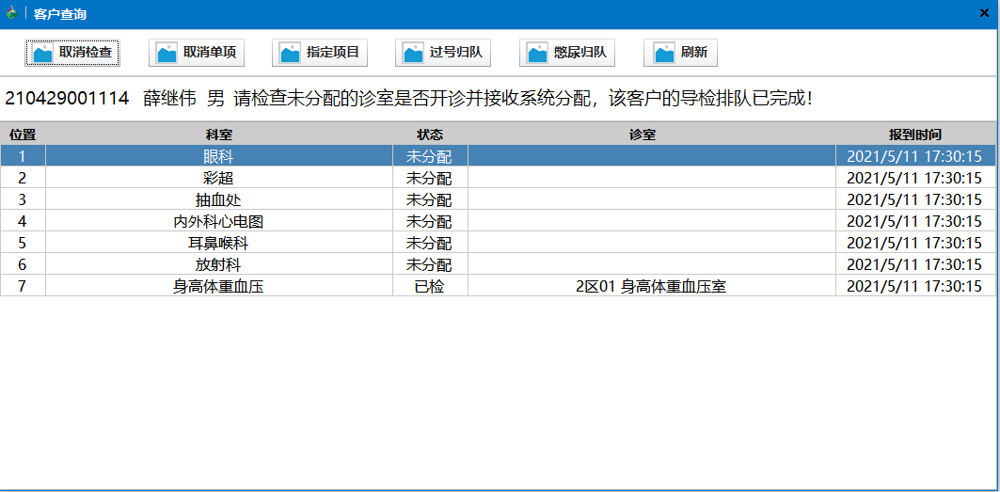 客户查询
取消检查 取消单项 指定项目 过号归队 憋尿归队 刷新
210429001114 薛继伟 男 请检查未分配的诊室是否开诊并接收系统分配，该客户的导检排队已完成！
位置 科室 状态 诊室 报到时间
1 眼科 未分配 2021/5/11 17:30:15
2 彩超 未分配 2021/5/11 17:30:15
3 抽血处 未分配 2021/5/11 17:30:15
4 内外科心电图 未分配 2021/5/11 17:30:15
5 耳鼻喉科 未分配 2021/5/11 17:30:15
6 放射科 未分配 2021/5/11 17:30:15
7 身高体重血压 已检 2区01 身高体重血压室 2021/5/11 17:30:15